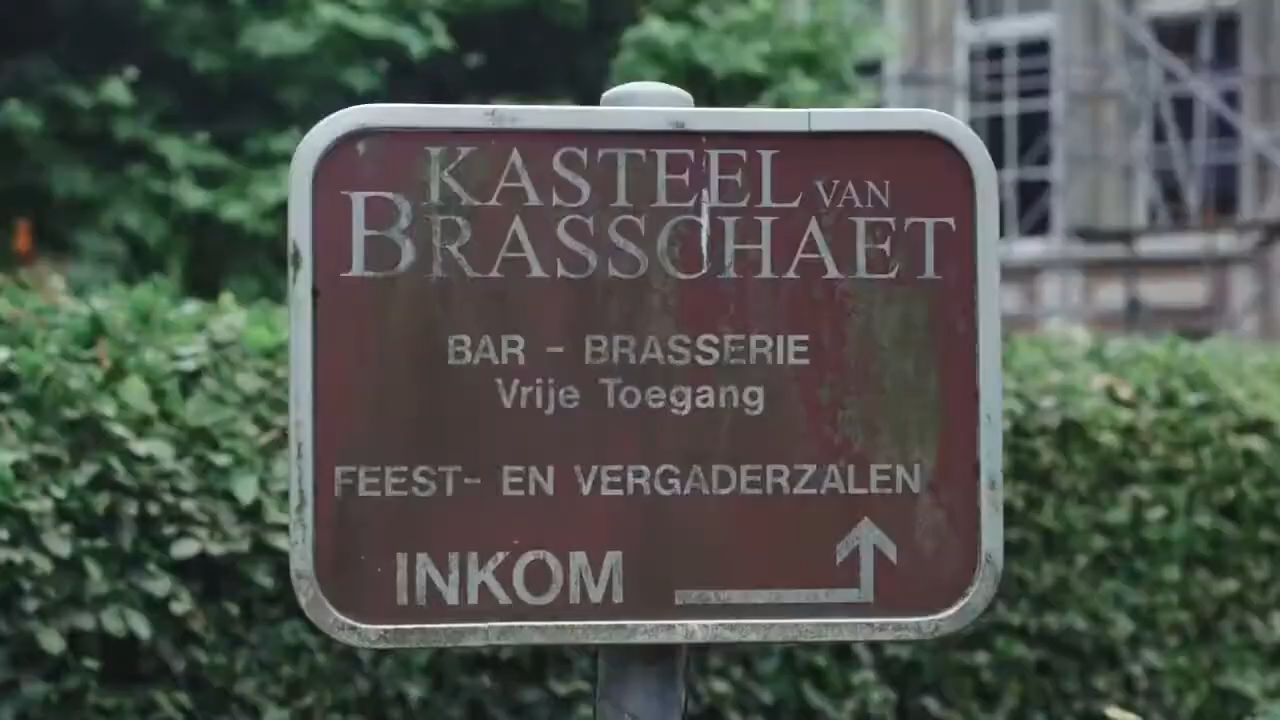 KASTEEL VAN
BRASSCHAET
BAR - BRASSERIE
Vrije Toegang
FEEST- EN VERGADERZALEN
INKOM